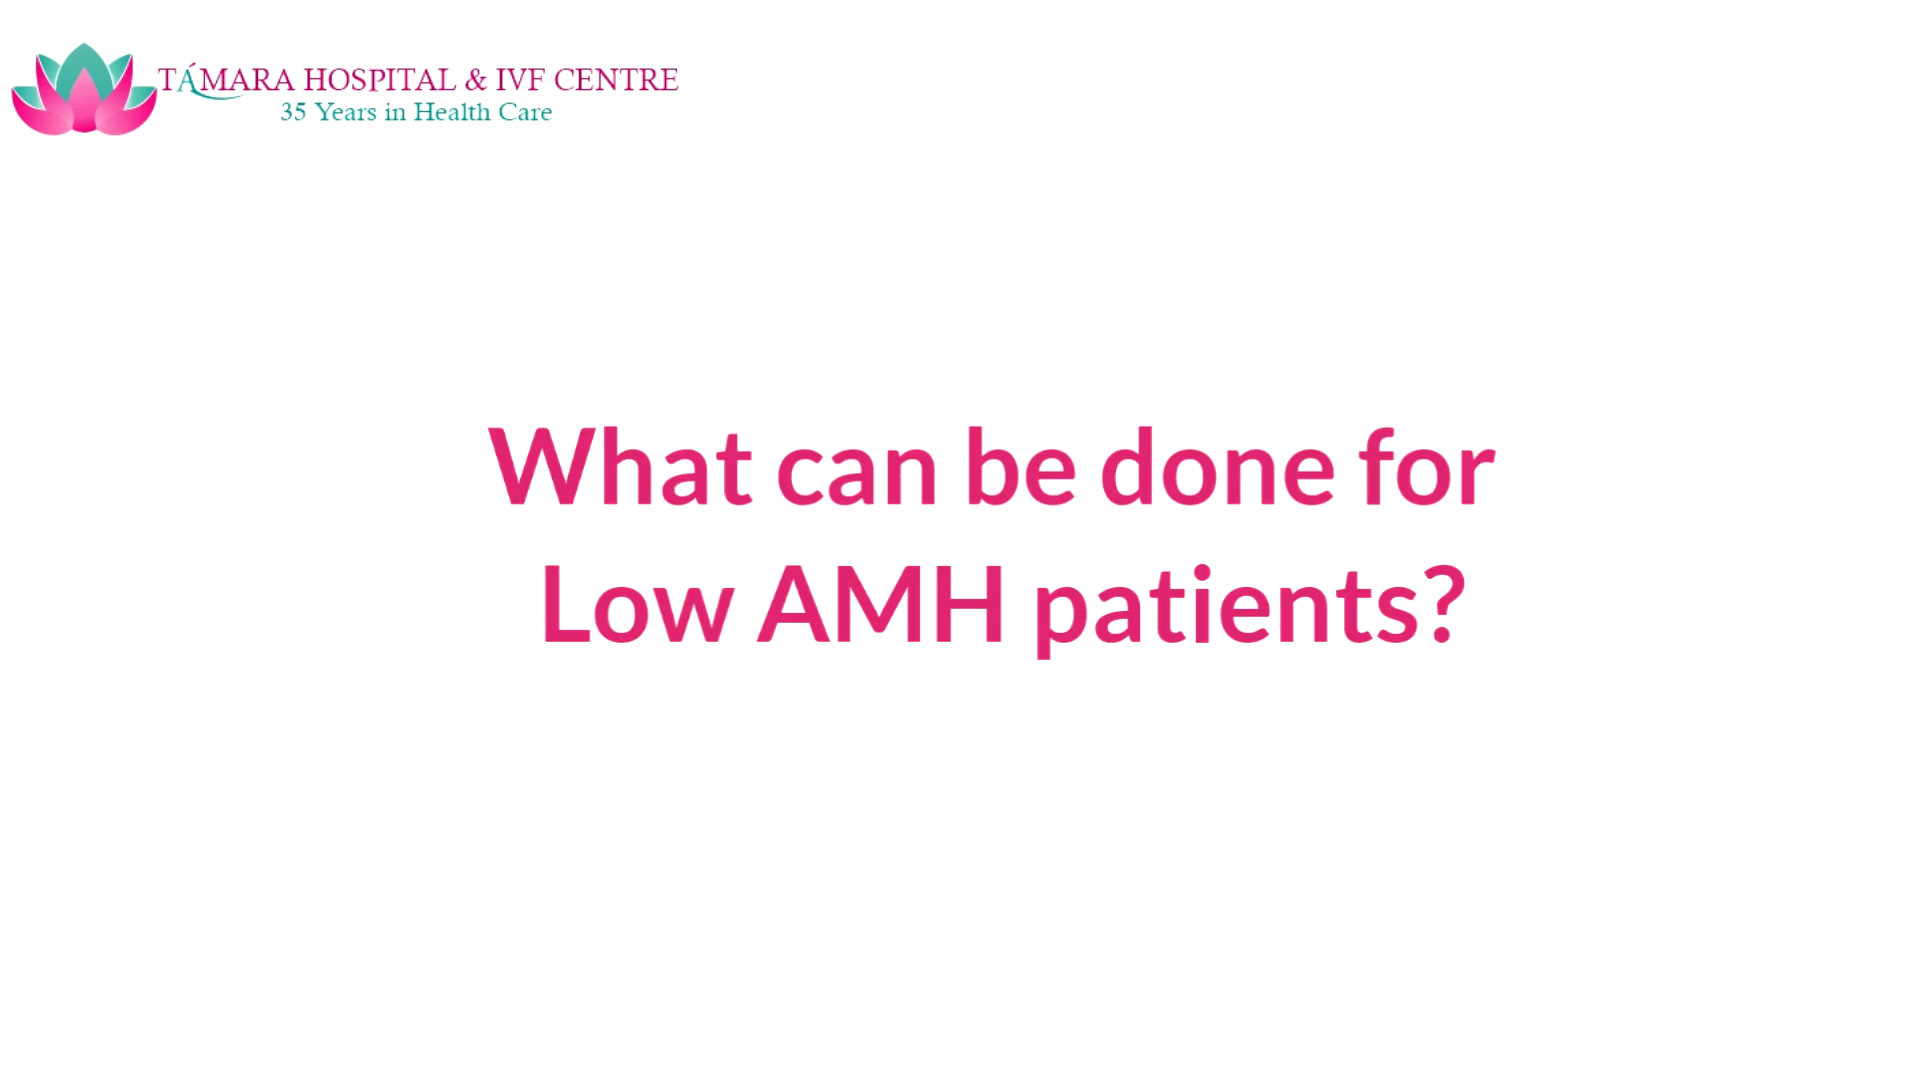 TÁMARA HOSPITAL & IVF CENTRE
35 Years in Health Care
What can be done for
Low AMH patients?